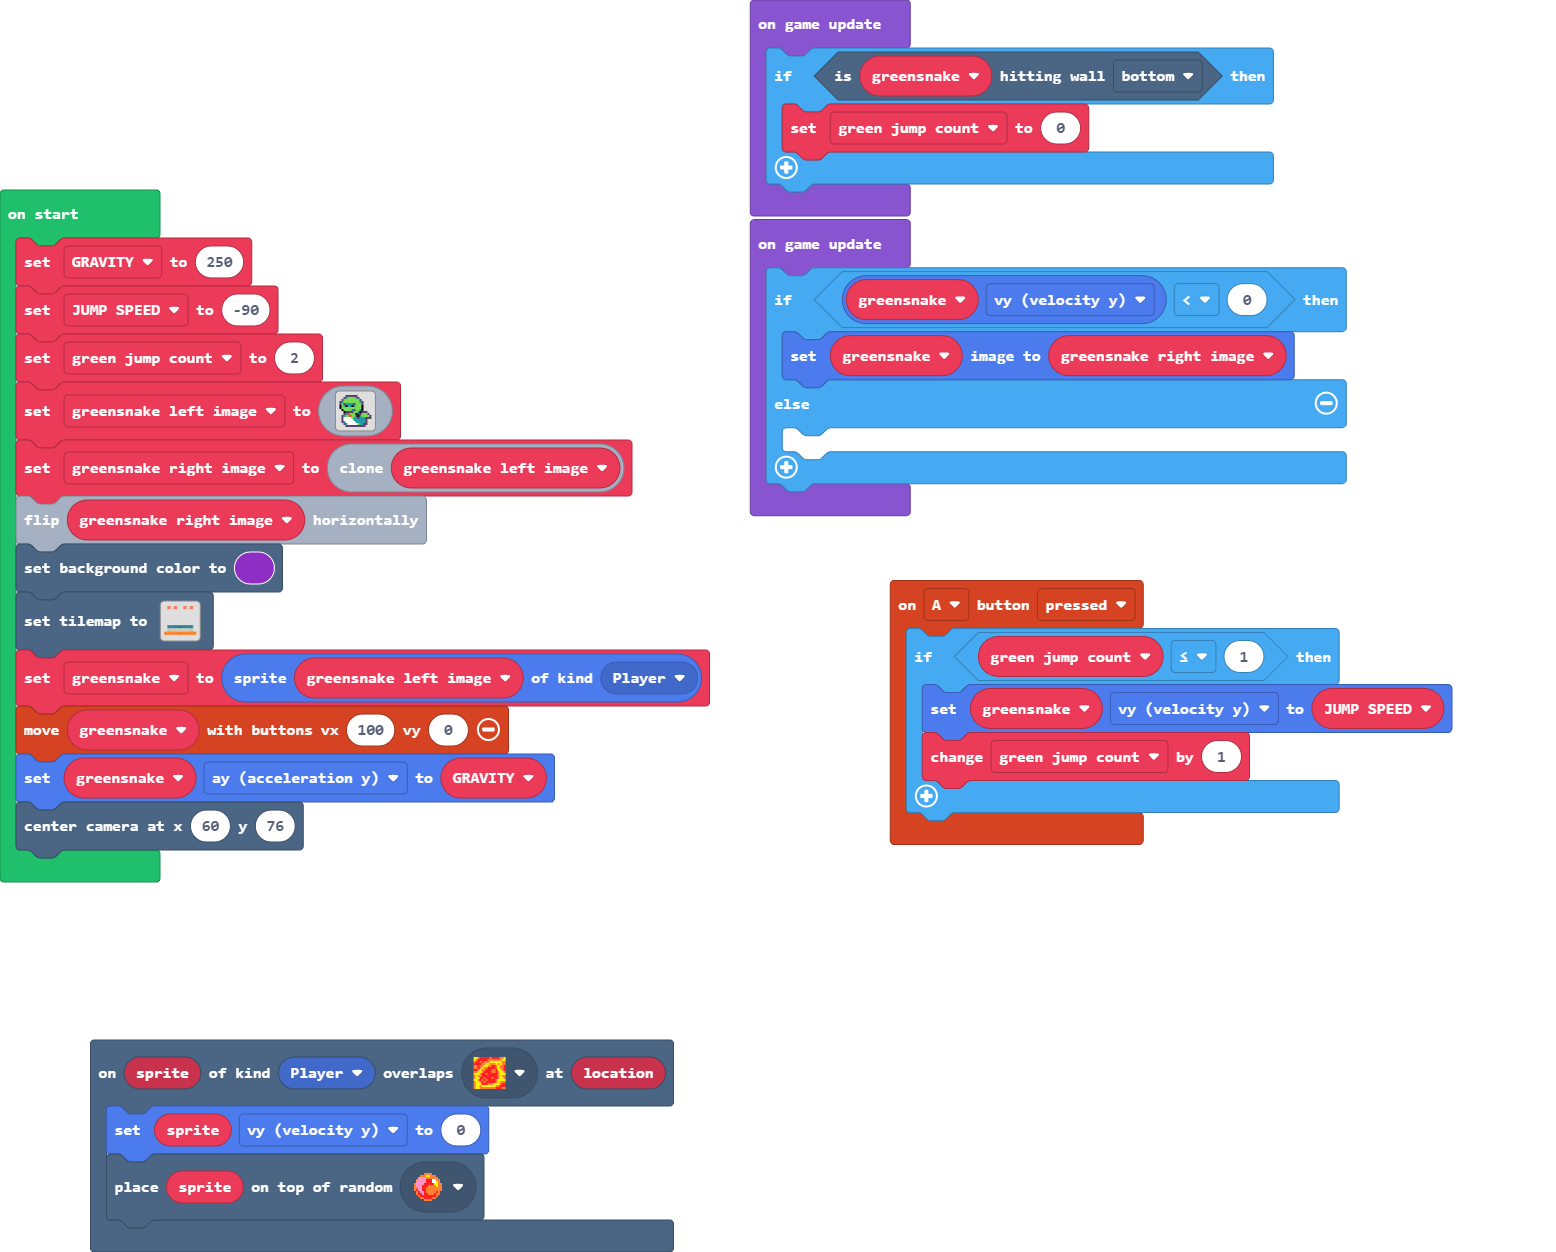 on start
set GRAVITY to 250
set JUMP SPEED to -90
set green jump count to 2
set greensnake left image to
set greensnake right image to clone greensnake left image
flip greensnake right image horizontally
set background color to
set tilemap to
set greensnake to sprite greensnake left image of kind Player
move greensnake with buttons vx 100 vy 0
set greensnake ay (acceleration y) to GRAVITY
center camera at x 60 y 76
on game update
if is greensnake hitting wall bottom then
set green jump count to 0
on game update
if greensnake vy (velocity y) < 0 then
set greensnake image to greensnake right image
else
on A button pressed
if green jump count ≤ 1 then
set greensnake vy (velocity y) to JUMP SPEED
change green jump count by 1
on sprite of kind Player overlaps at location
set sprite vy (velocity y) to 0
place sprite on top of random